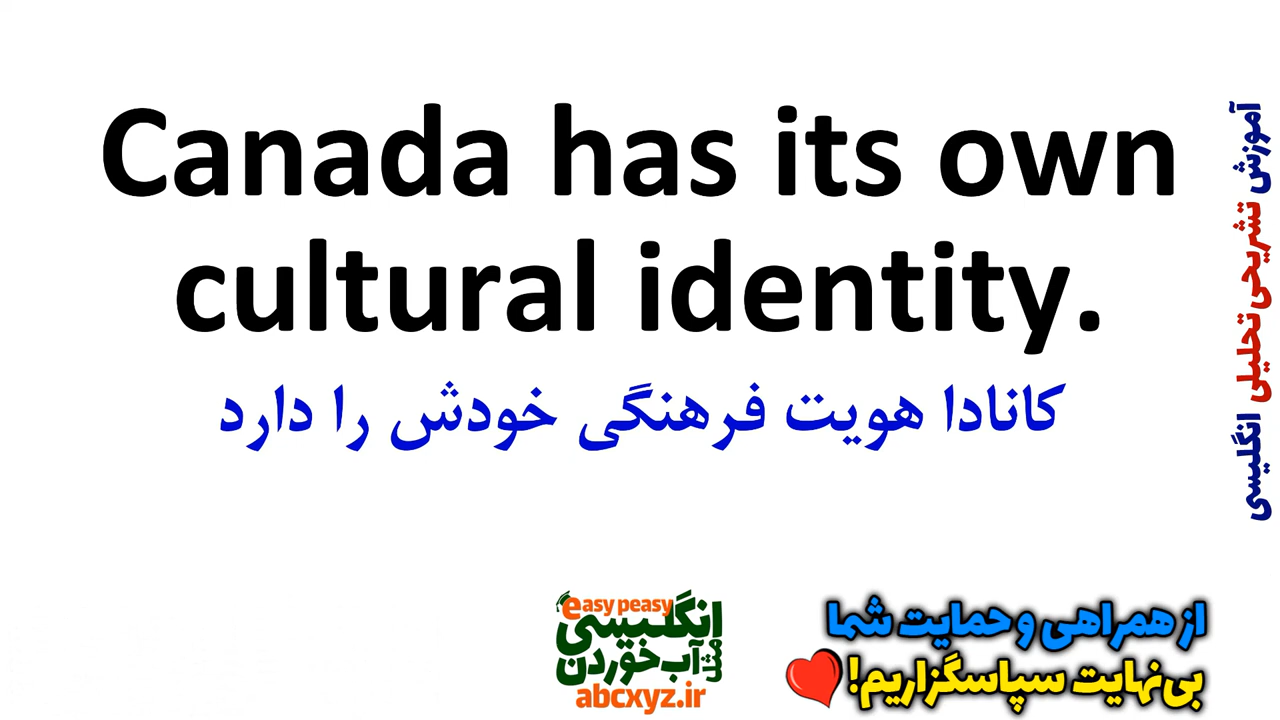 Canada has its own
cultural identity.
کانادا هویت فرهنگی خودش را دارد
آموزش تشریحی تحلیلی انگلیسی
easy peasy
انگلیسی
مثل آب خوردن
abcxyz.ir
از همراهی و حمایت شما
بی‌نهایت سپاسگزاریم!